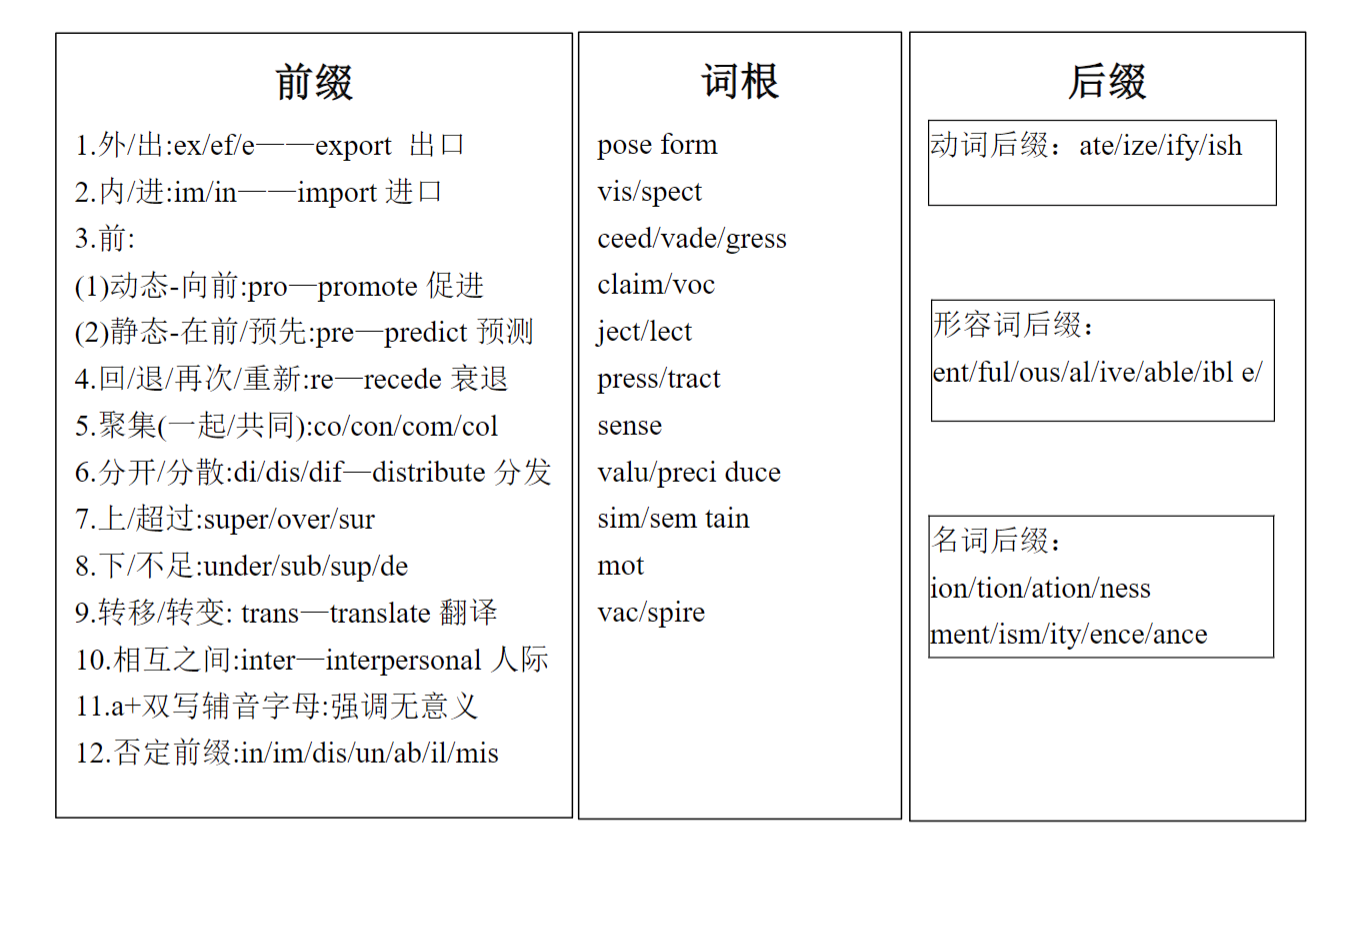 前缀
1.外/出:ex/ef/e——export 出口
2.内/进:im/in——import 进口
3.前:
(1)动态-向前:pro—promote 促进
(2)静态-在前/预先:pre—predict 预测
4.回/退/再次/重新:re—recede 衰退
5.聚集(一起/共同):co/con/com/col
6.分开/分散:di/dis/dif—distribute 分发
7.上/超过:super/over/sur
8.下/不足:under/sub/sup/de
9.转移/转变: trans—translate 翻译
10.相互之间:inter—interpersonal 人际
11.a+双写辅音字母:强调无意义
12.否定前缀:in/im/dis/un/ab/il/mis
词根
pose form
vis/spect
ceed/vade/gress
claim/voc
ject/lect
press/tract
sense
valu/preci duce
sim/sem tain
mot
vac/spire
后缀
动词后缀：ate/ize/ify/ish
形容词后缀：
ent/ful/ous/al/ive/able/ibl e/
名词后缀：
ion/tion/ation/ness
ment/ism/ity/ence/ance